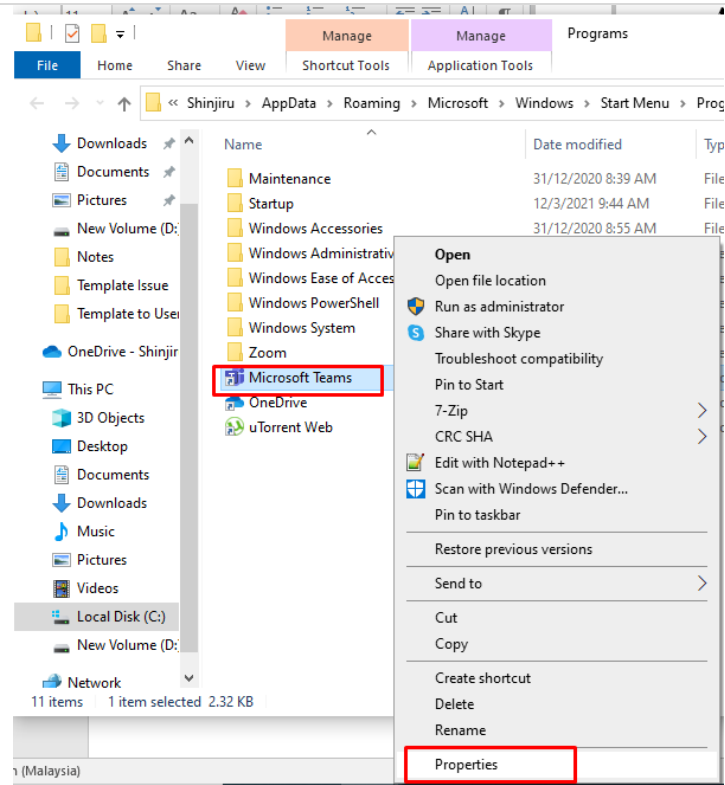 Manage Manage Programs
File Home Share View Shortcut Tools Application Tools
« Shinjiru > AppData > Roaming > Microsoft > Windows > Start Menu > Prog
Name Date modified Typ
Downloads
Documents
Pictures
New Volume (D:
Notes
Template Issue
Template to User
OneDrive - Shinjir
This PC
3D Objects
Desktop
Documents
Downloads
Music
Pictures
Videos
Local Disk (C:)
New Volume (D:
Network
Maintenance 31/12/2020 8:39 AM File
Startup 12/3/2021 9:44 AM File
Windows Accessories 31/12/2020 8:55 AM File
Windows Administrativ
Windows Ease of Acces
Windows PowerShell
Windows System
Zoom
Microsoft Teams
OneDrive
uTorrent Web
Open
Open file location
Run as administrator
Share with Skype
Troubleshoot compatibility
Pin to Start
7-Zip
CRC SHA
Edit with Notepad++
Scan with Windows Defender...
Pin to taskbar
Restore previous versions
Send to
Cut
Copy
Create shortcut
Delete
Rename
Properties
11 items 1 item selected 2.32 KB
(Malaysia)